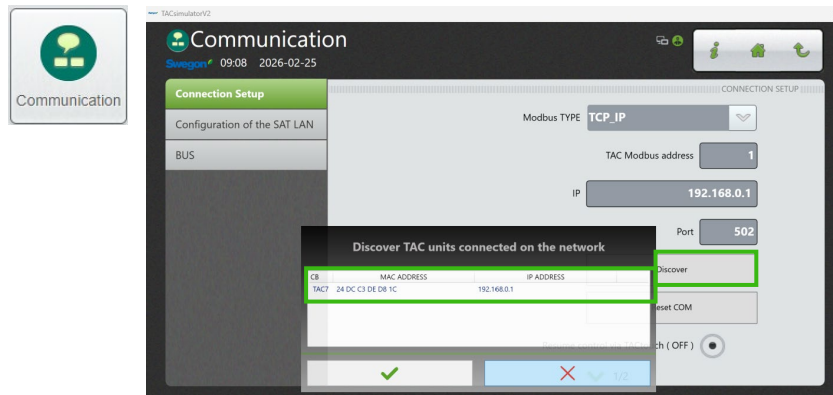 Communication
TACsimulatorV2
Communication
Swegon 09:08 2026-02-25
Connection Setup
Configuration of the SAT LAN
BUS
CONNECTION SETUP
Modbus TYPE TCP_IP
TAC Modbus address 1
IP 192.168.0.1
Port 502
Discover
eset COM
ch ( OFF )
1/2
Discover TAC units connected on the network
CB MAC ADDRESS IP ADDRESS
TAC7 24 DC C3 DE D8 1C 192.168.0.1